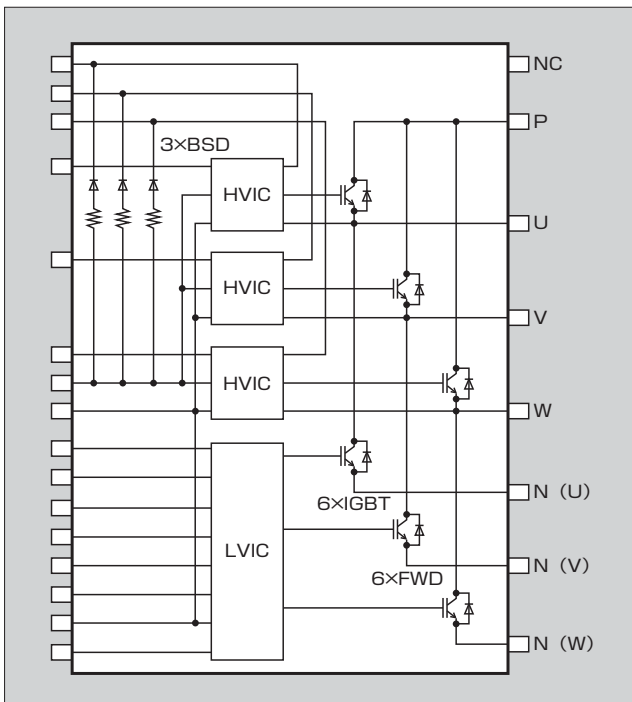 NC
P
3×BSD
HVIC
U
HVIC
V
HVIC
W
N（U）
6×IGBT
LVIC
N（V）
6×FWD
N（W）